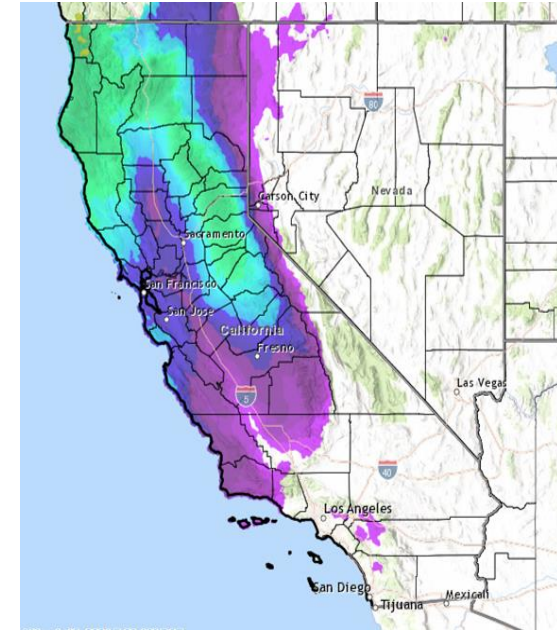 80
Carson City
Nevada
Sacramento
San Francisco
San Jose
California
Fresno
Las Vegas
5
40
Los Angeles
San Diego
Tijuana
Mexicali